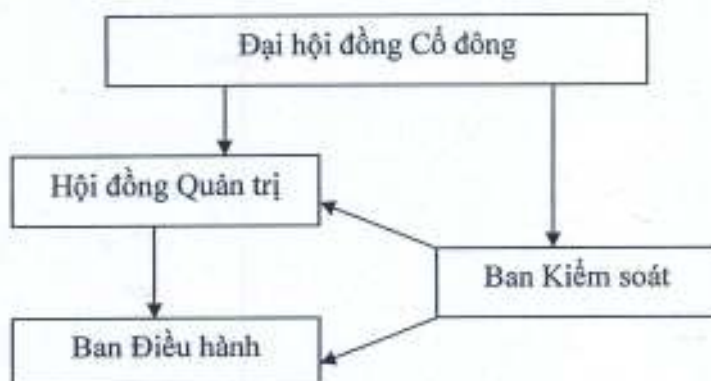 Đại hội đồng Cổ đông
Hội đồng Quản trị
Ban Kiểm soát
Ban Điều hành